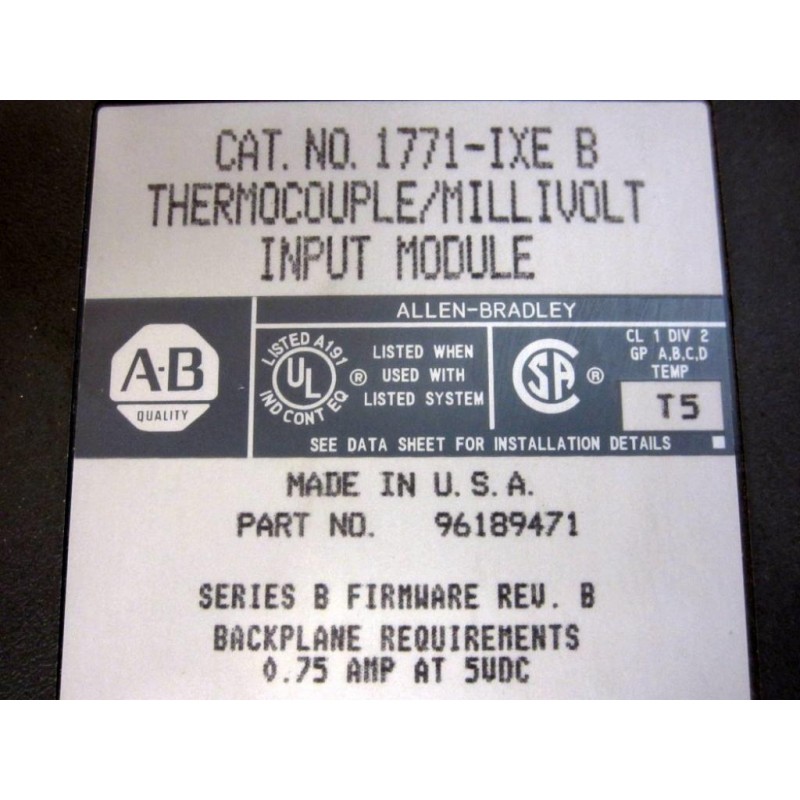 CAT. NO. 1771-IXE B
THERMOCOUPLE/MILLIVOLT
INPUT MODULE
ALLEN-BRADLEY
A-B
QUALITY
LISTED A191
UL
IND CONT EQ
®
LISTED WHEN
USED WITH
LISTED SYSTEM
SA
®
CL 1 DIV 2
GP A,B,C,D
TEMP
T5
SEE DATA SHEET FOR INSTALLATION DETAILS
MADE IN U.S.A.
PART NO. 96189471
SERIES B FIRMWARE REV. B
BACKPLANE REQUIREMENTS
0.75 AMP AT 5VDC